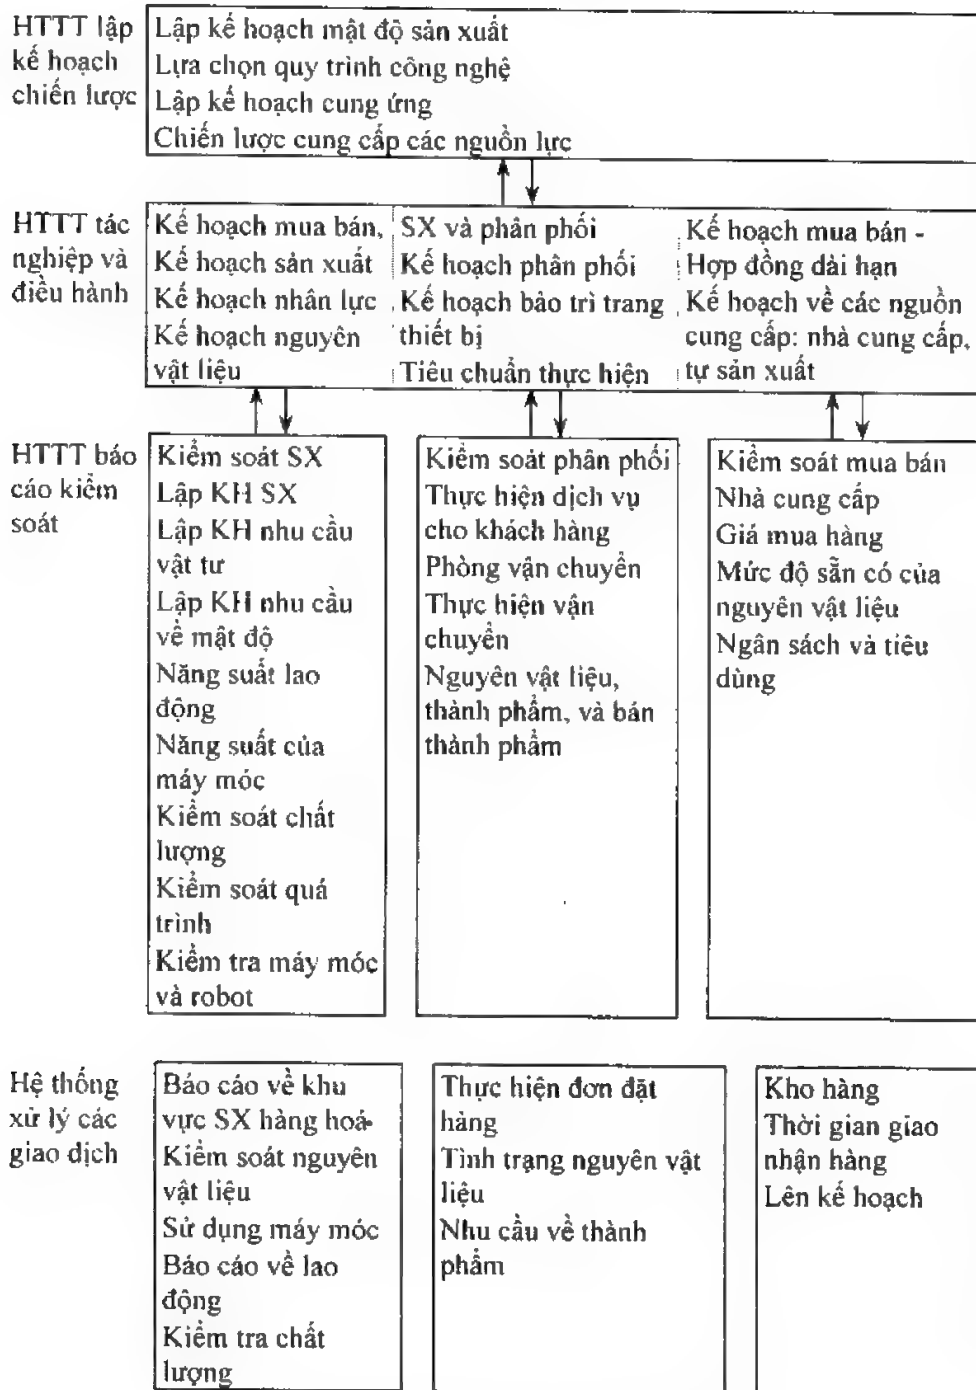 HTTT lập
kế hoạch
chiến lược
Lập kế hoạch mật độ sản xuất
Lựa chọn quy trình công nghệ
Lập kế hoạch cung ứng
Chiến lược cung cấp các nguồn lực
HTTT tác
nghiệp và
điều hành
Kế hoạch mua bán,
Kế hoạch sản xuất
Kế hoạch nhân lực
Kế hoạch nguyên
vật liệu
SX và phân phối
Kế hoạch phân phối
Kế hoạch bảo trì trang
thiết bị
Tiêu chuẩn thực hiện
Kế hoạch mua bán -
Hợp đồng dài hạn
Kế hoạch về các nguồn
cung cấp: nhà cung cấp,
tự sản xuất
HTTT báo
cáo kiểm
soát
Kiểm soát SX
Lập KH SX
Lập KH nhu cầu
vật tư
Lập KH nhu cầu
về mật độ
Năng suất lao
động
Năng suất của
máy móc
Kiểm soát chất
lượng
Kiểm soát quá
trình
Kiểm tra máy móc
và robot
Kiểm soát phân phối
Thực hiện dịch vụ
cho khách hàng
Phòng vận chuyển
Thực hiện vận
chuyển
Nguyên vật liệu,
thành phẩm, và bán
thành phẩm
Kiểm soát mua bán
Nhà cung cấp
Giá mua hàng
Mức độ sẵn có của
nguyên vật liệu
Ngân sách và tiêu
dùng
Hệ thống
xử lý các
giao dịch
Báo cáo về khu
vực SX hàng hoá
Kiểm soát nguyên
vật liệu
Sử dụng máy móc
Báo cáo về lao
động
Kiểm tra chất
lượng
Thực hiện đơn đặt
hàng
Tình trạng nguyên vật
liệu
Nhu cầu về thành
phẩm
Kho hàng
Thời gian giao
nhận hàng
Lên kế hoạch